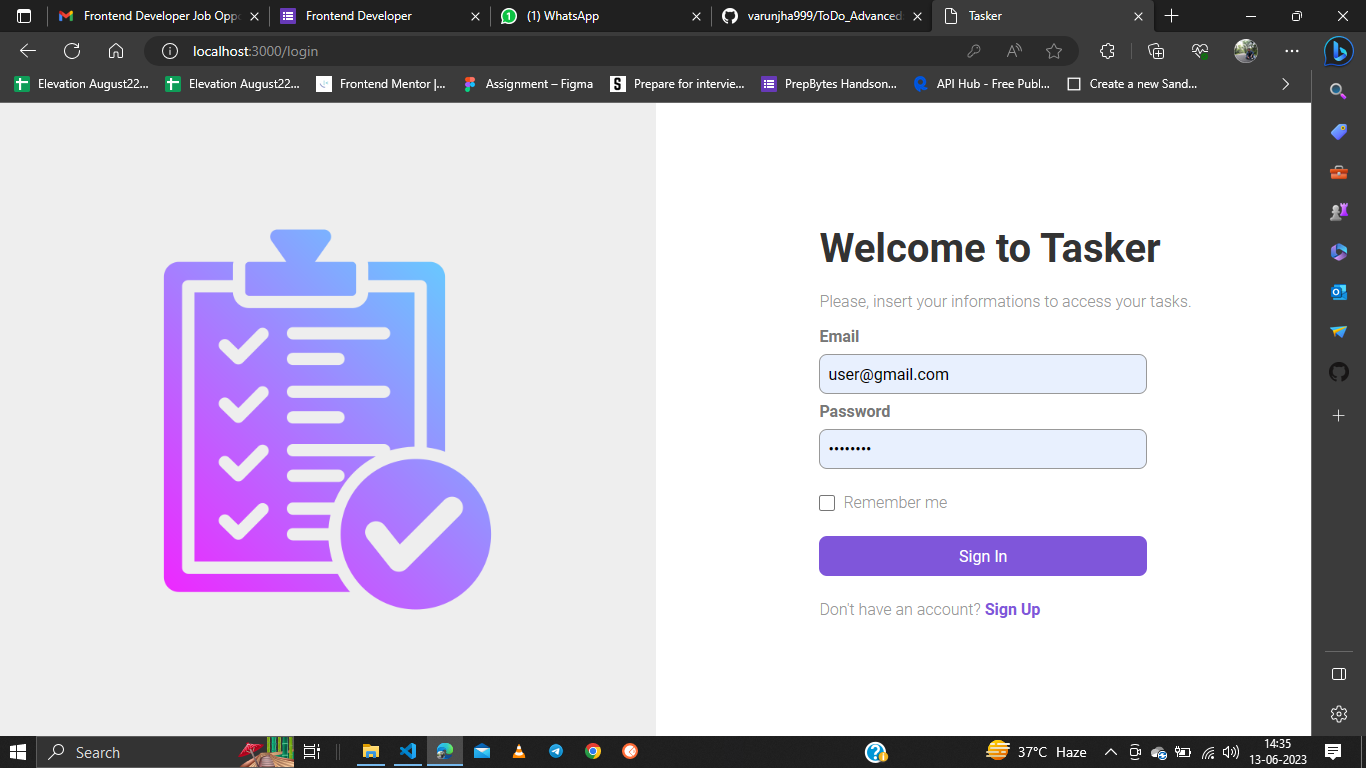 Frontend Developer Job Oppo
Frontend Developer
(1) WhatsApp
varunjha999/ToDo_Advanced
Tasker
localhost:3000/login
Elevation August22...
Elevation August22...
Frontend Mentor |...
Assignment – Figma
Prepare for intervie...
PrepBytes Handson...
API Hub - Free Publ...
Create a new Sand...
Welcome to Tasker
Please, insert your informations to access your tasks.
Email
user@gmail.com
Password
••••••••
Remember me
Sign In
Don't have an account? Sign Up
Search
37°C Haze
14:35
13-06-2023